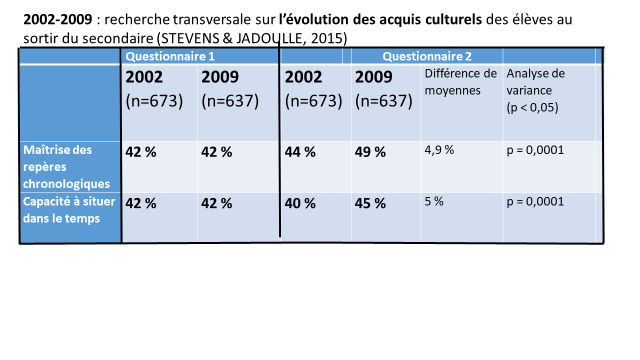 2002-2009 : recherche transversale sur l’évolution des acquis culturels des élèves au
sortir du secondaire (STEVENS & JADOULLE, 2015)
Questionnaire 1 Questionnaire 2
2002 2009 2002 2009 Différence de Analyse de
(n=673) (n=637) (n=673) (n=637) moyennes variance
(p < 0,05)
Maîtrise des 42 % 42 % 44 % 49 % 4,9 % p = 0,0001
repères
chronologiques
Capacité à situer 42 % 42 % 40 % 45 % 5 % p = 0,0001
dans le temps